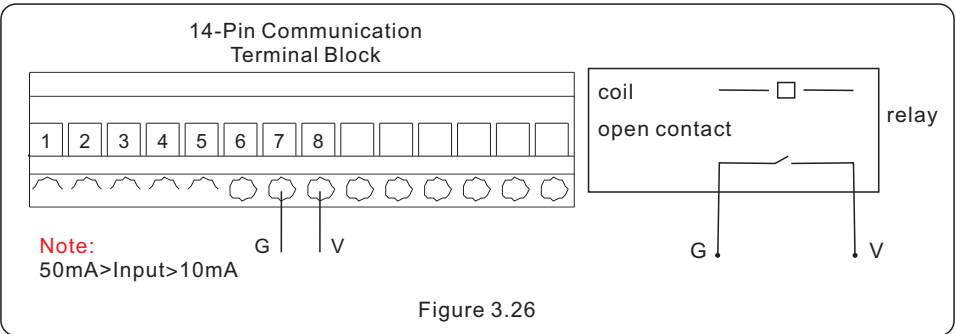 14-Pin Communication
Terminal Block
1 2 3 4 5 6 7 8
G V
coil
open contact
relay
G V
Note:
50mA>Input>10mA
Figure 3.26